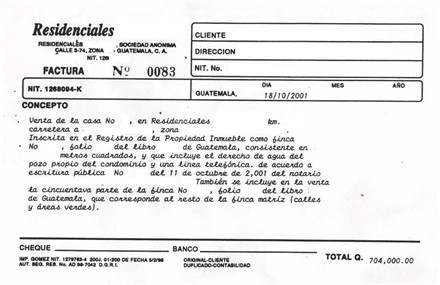 Residenciales
RESIDENCIALES , SOCIEDAD ANONIMA
CALLE 3-74, ZONA - GUATEMALA, C. A.
NIT. 126
FACTURA Nº 0083
CLIENTE
DIRECCION
NIT. No.
NIT. 1268094-K
GUATEMALA, DIA MES AÑO
18/10/2001
CONCEPTO
Venta de la casa No , en Residenciales km.
carretera a , zona
Inscrita en el Registro de la Propiedad Inmueble como finca
No , folio del libro de Guatemala, consistente en
metros cuadrados, y que incluye el derecho de agua del
pozo propio del condominio y una linea telefónica. de acuerdo a
escritura pública No del 11 de octubre de 2,001 del notario
También se incluye en la venta
la cincuentava parte de la finca No , folio del libro
de Guatemala, que corresponde al resto de la finca matriz (calles
y áreas verdes).
CHEQUE BANCO TOTAL Q. 704,000.00
IMP. GOMEZ NIT. 1279783-4 200J. 01-200 DE FECHA 5/2/98
AUT. SEG. RES. No. AD 98-7042 D.G.R.I.
ORIGINAL-CLIENTE
DUPLICADO-CONTABILIDAD